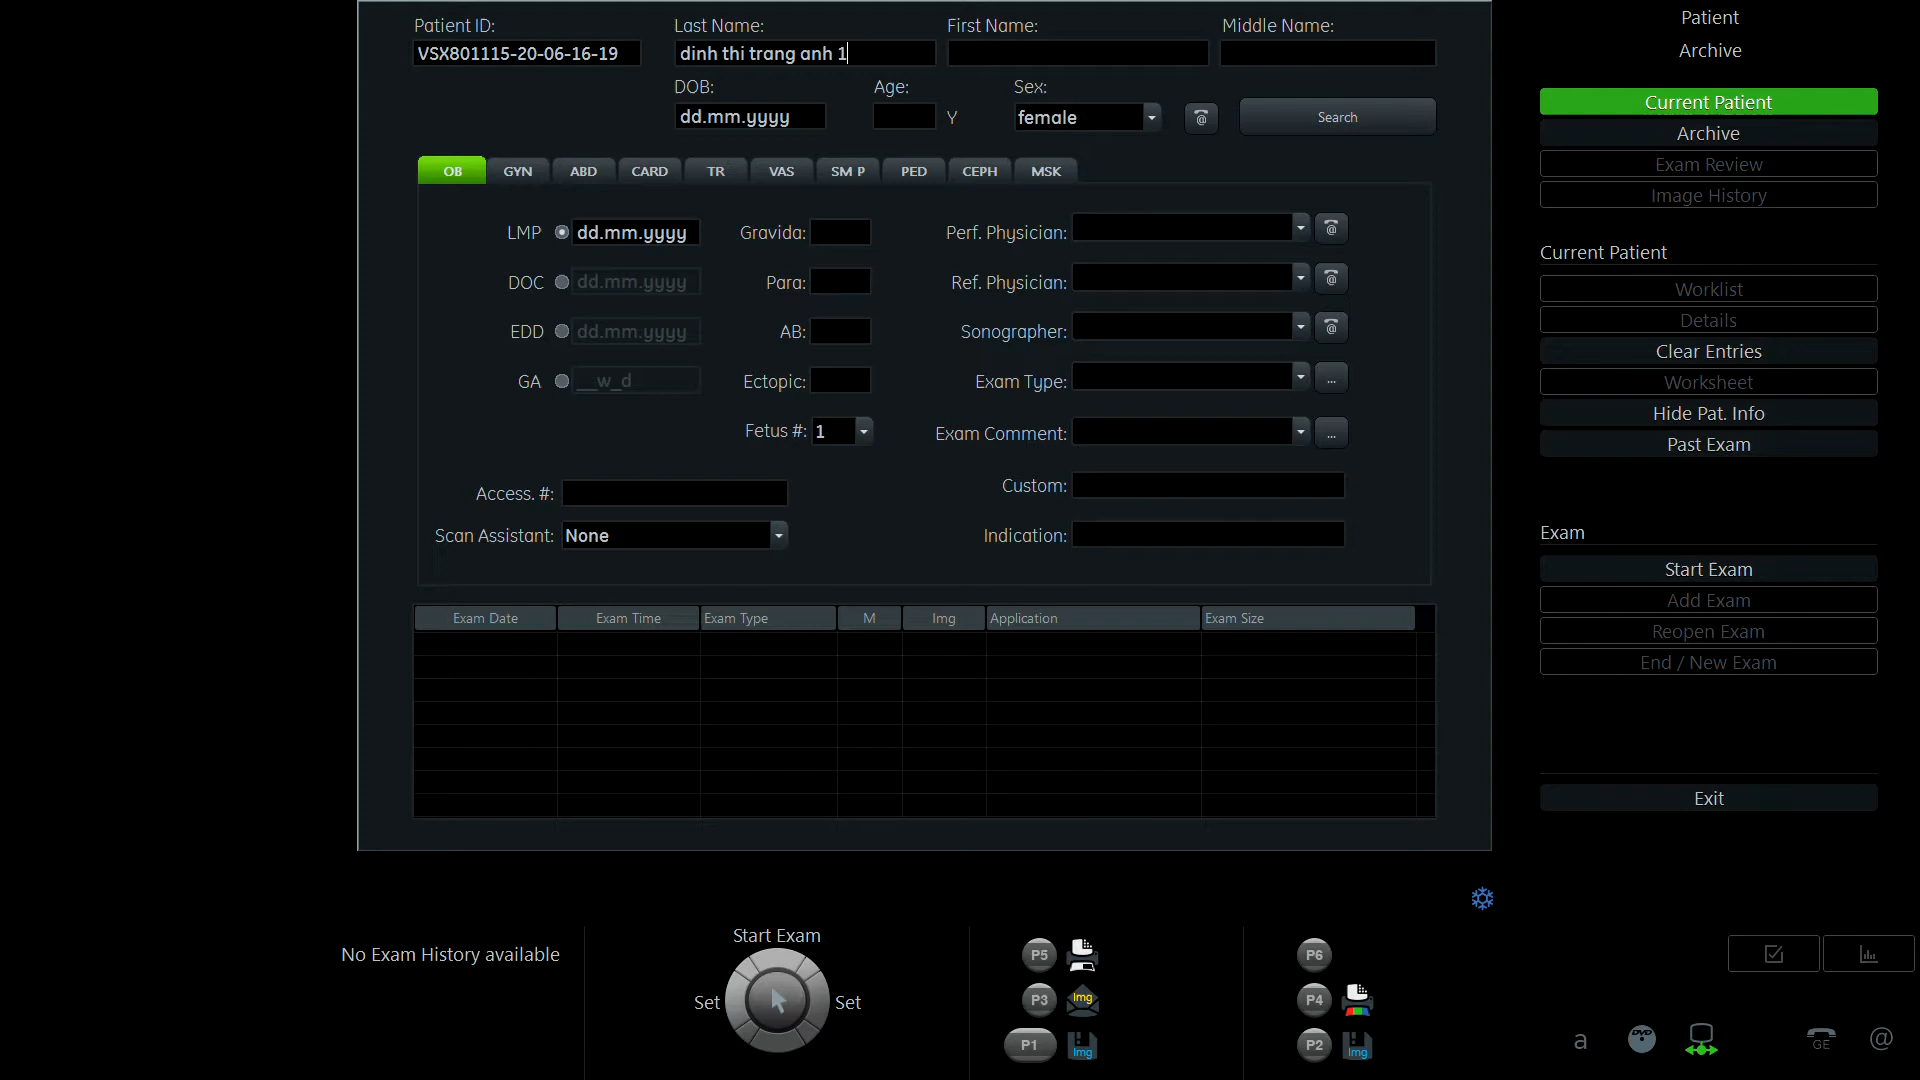 Patient ID: Last Name: First Name: Middle Name:
VSX801115-20-06-16-19 dinh thi trang anh 1
DOB: Age: Sex:
dd.mm.yyyy Y female @ Search
OB GYN ABD CARD TR VAS SM P PED CEPH MSK
LMP dd.mm.yyyy Gravida: Perf. Physician: @
DOC dd.mm.yyyy Para: Ref. Physician: @
EDD dd.mm.yyyy AB: Sonographer: @
GA __w_d Ectopic: Exam Type: ...
Fetus #: 1 Exam Comment: ...
Access. #: Custom:
Scan Assistant: None Indication:
Exam Date Exam Time Exam Type M Img Application Exam Size
No Exam History available
Start Exam
Set Set
P5
P3 Img
P1 Img
P6
P4
P2 Img
Patient
Archive
Current Patient
Archive
Exam Review
Image History
Current Patient
Worklist
Details
Clear Entries
Worksheet
Hide Pat. Info
Past Exam
Exam
Start Exam
Add Exam
Reopen Exam
End / New Exam
Exit
a DVD GE @